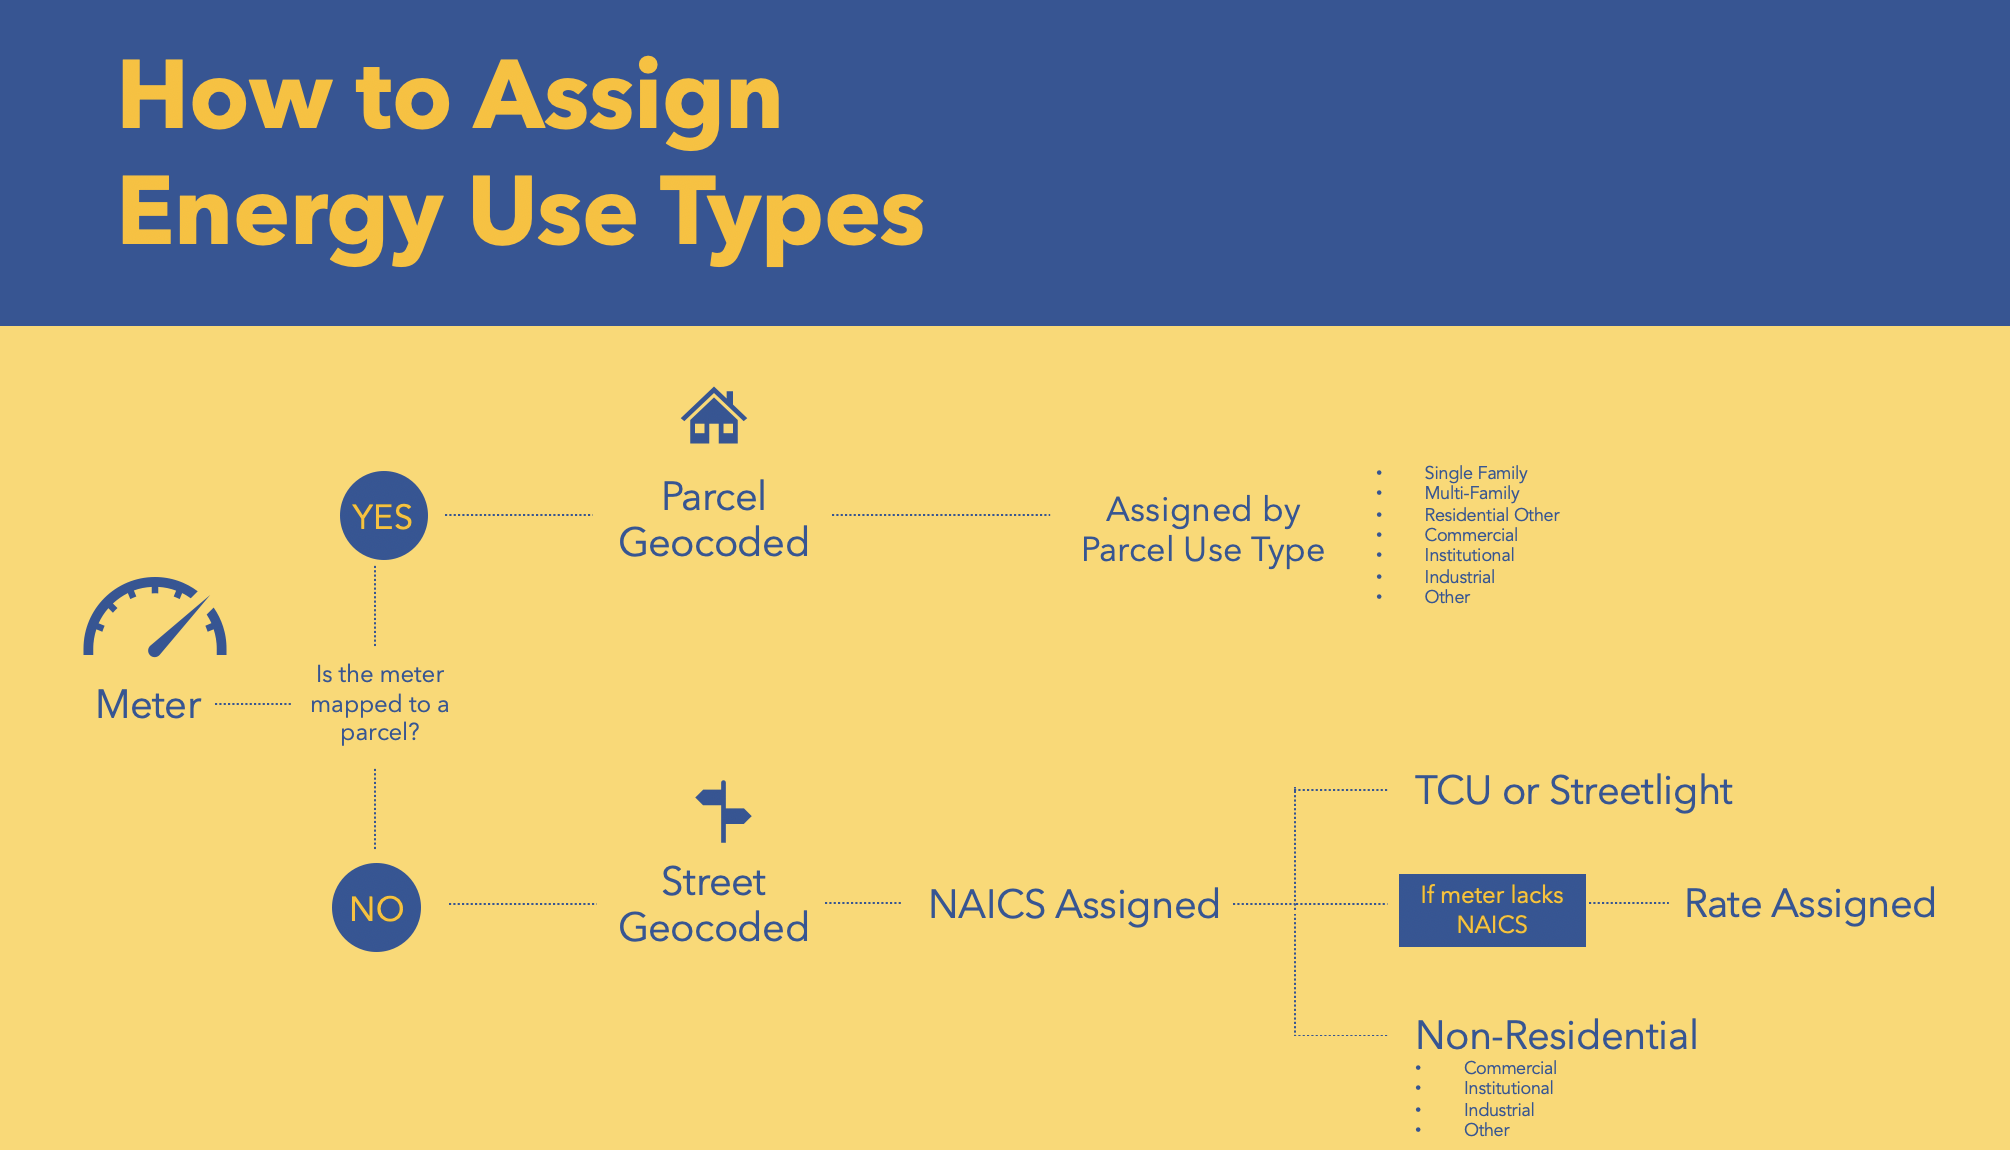 How to Assign
Energy Use Types
YES
Parcel
Geocoded
Assigned by
Parcel Use Type
• Single Family
• Multi-Family
• Residential Other
• Commercial
• Institutional
• Industrial
• Other
Meter
Is the meter
mapped to a
parcel?
NO
Street
Geocoded
NAICS Assigned
TCU or Streetlight
If meter lacks
NAICS
Rate Assigned
Non-Residential
• Commercial
• Institutional
• Industrial
• Other